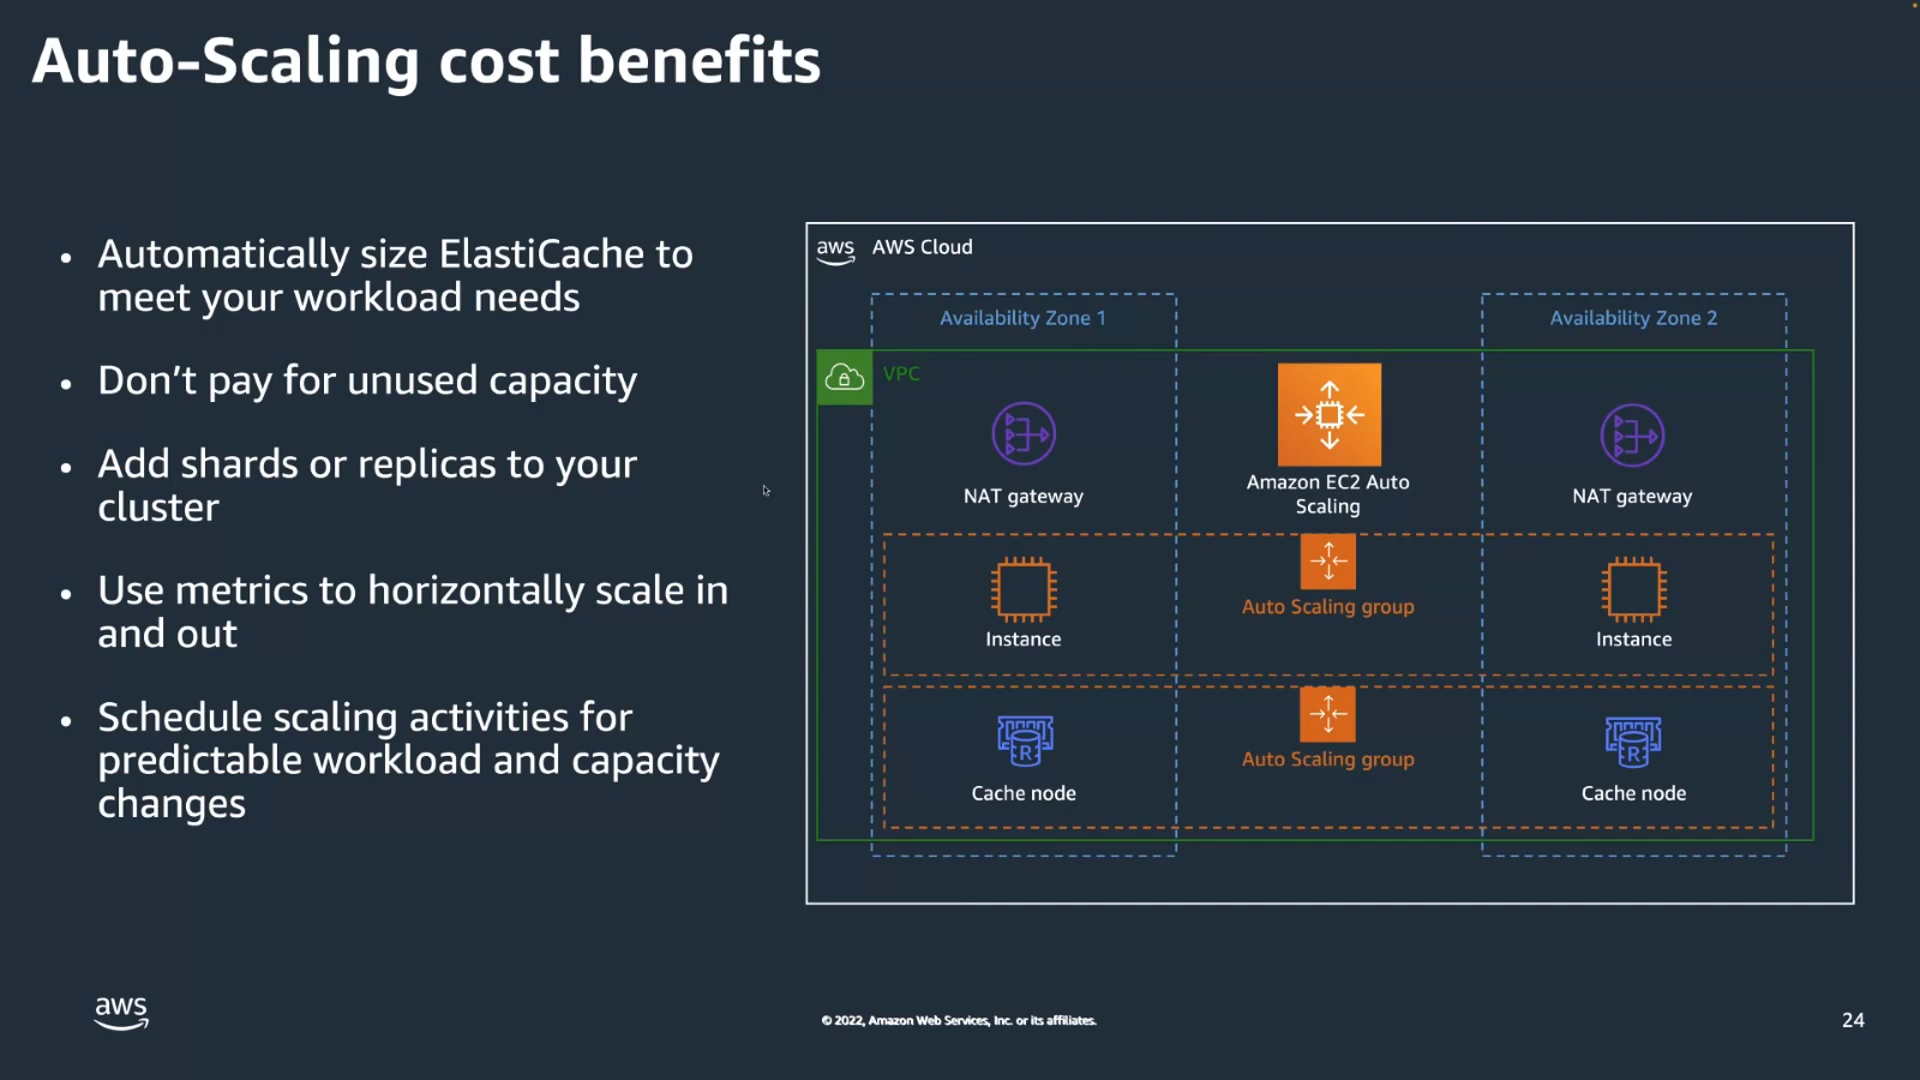 Auto-Scaling cost benefits
• Automatically size ElastiCache to
meet your workload needs
• Don’t pay for unused capacity
• Add shards or replicas to your
cluster
• Use metrics to horizontally scale in
and out
• Schedule scaling activities for
predictable workload and capacity
changes
aws AWS Cloud
Availability Zone 1
Availability Zone 2
VPC
NAT gateway
Amazon EC2 Auto
Scaling
NAT gateway
Instance
Auto Scaling group
Instance
R
Cache node
Auto Scaling group
R
Cache node
aws
© 2022, Amazon Web Services, Inc. or its affiliates.
24